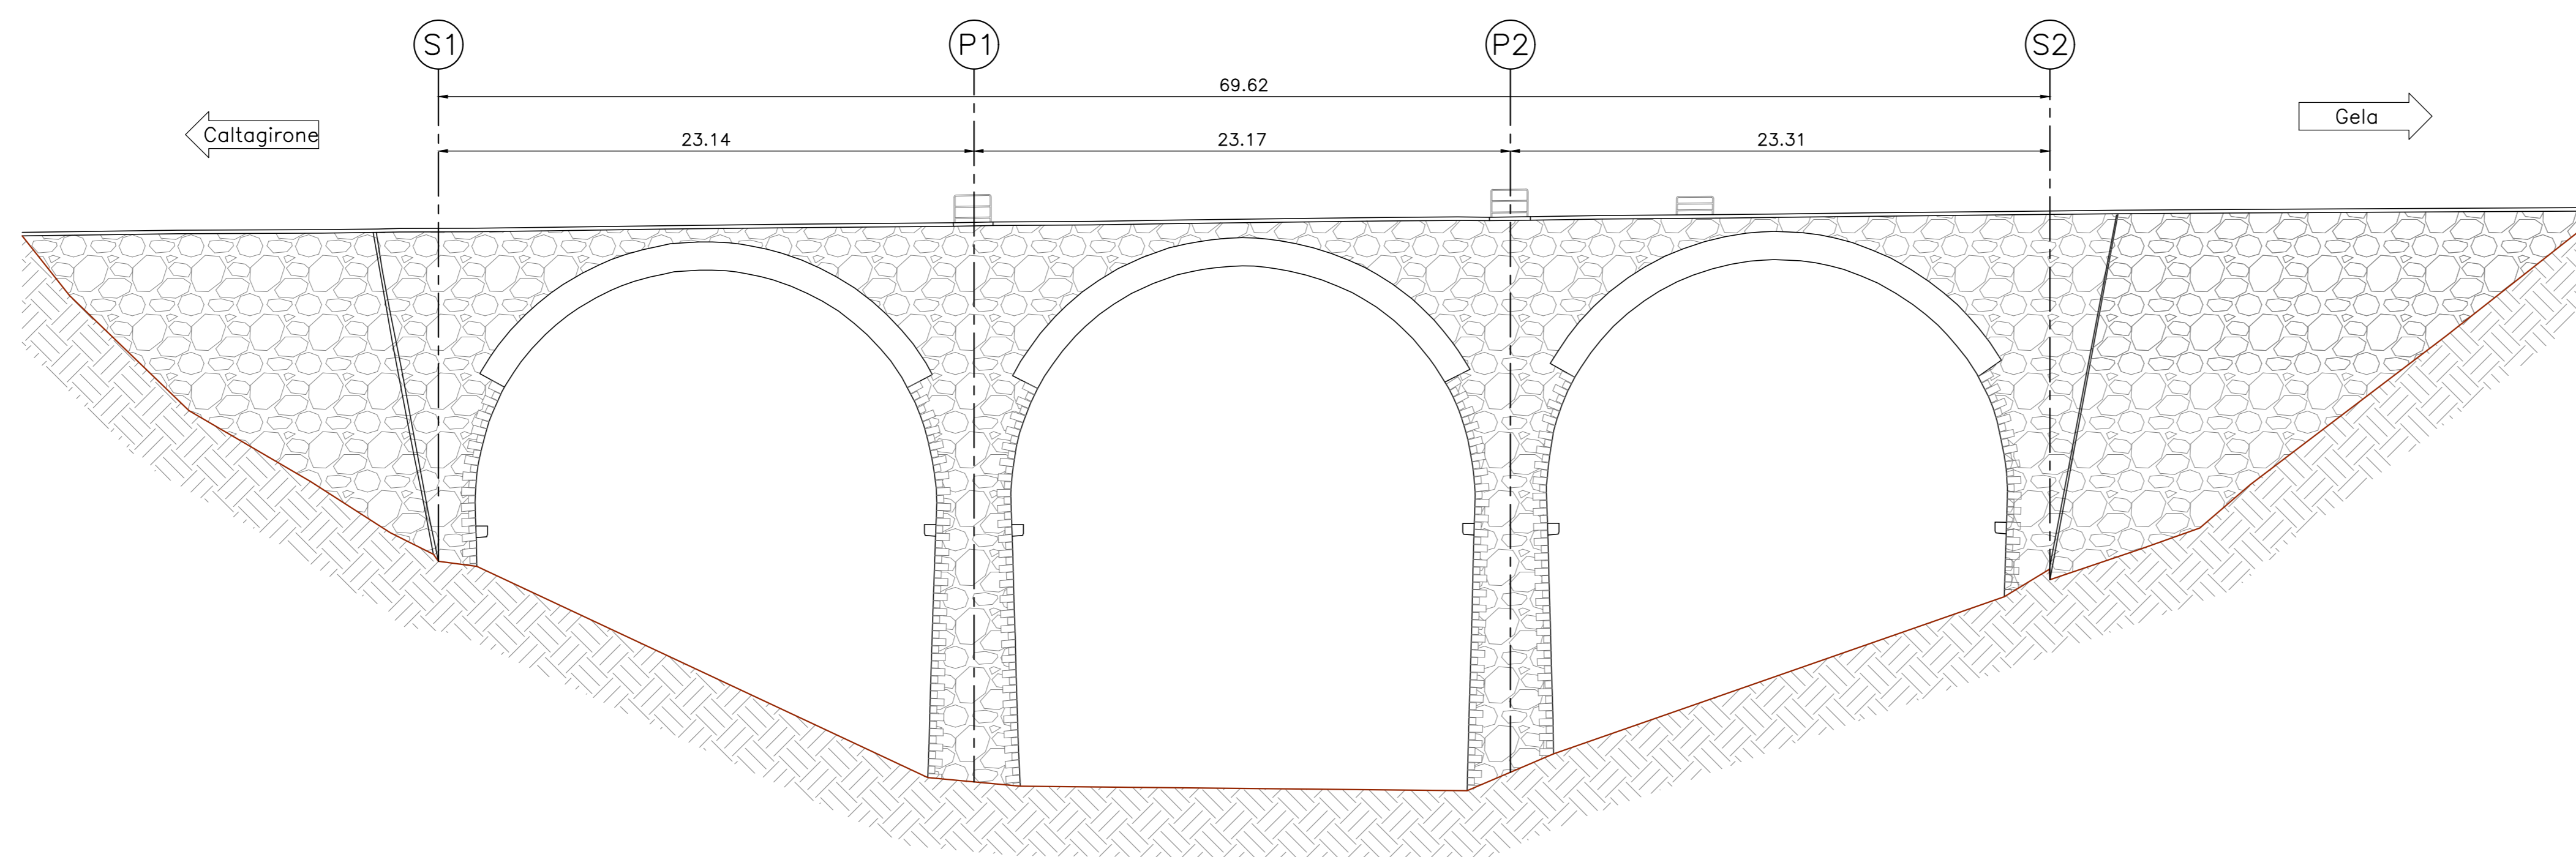 S1
P1
P2
S2
69.62
Caltagirone
Gela
23.14
23.17
23.31